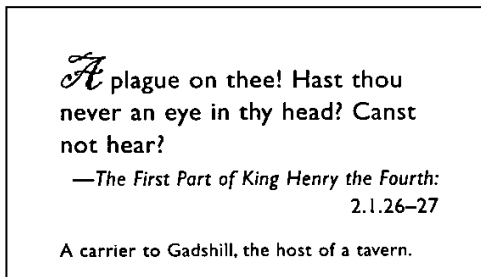 A plague on thee! Hast thou
never an eye in thy head? Canst
not hear?
—The First Part of King Henry the Fourth:
2.1.26–27
A carrier to Gadshill, the host of a tavern.